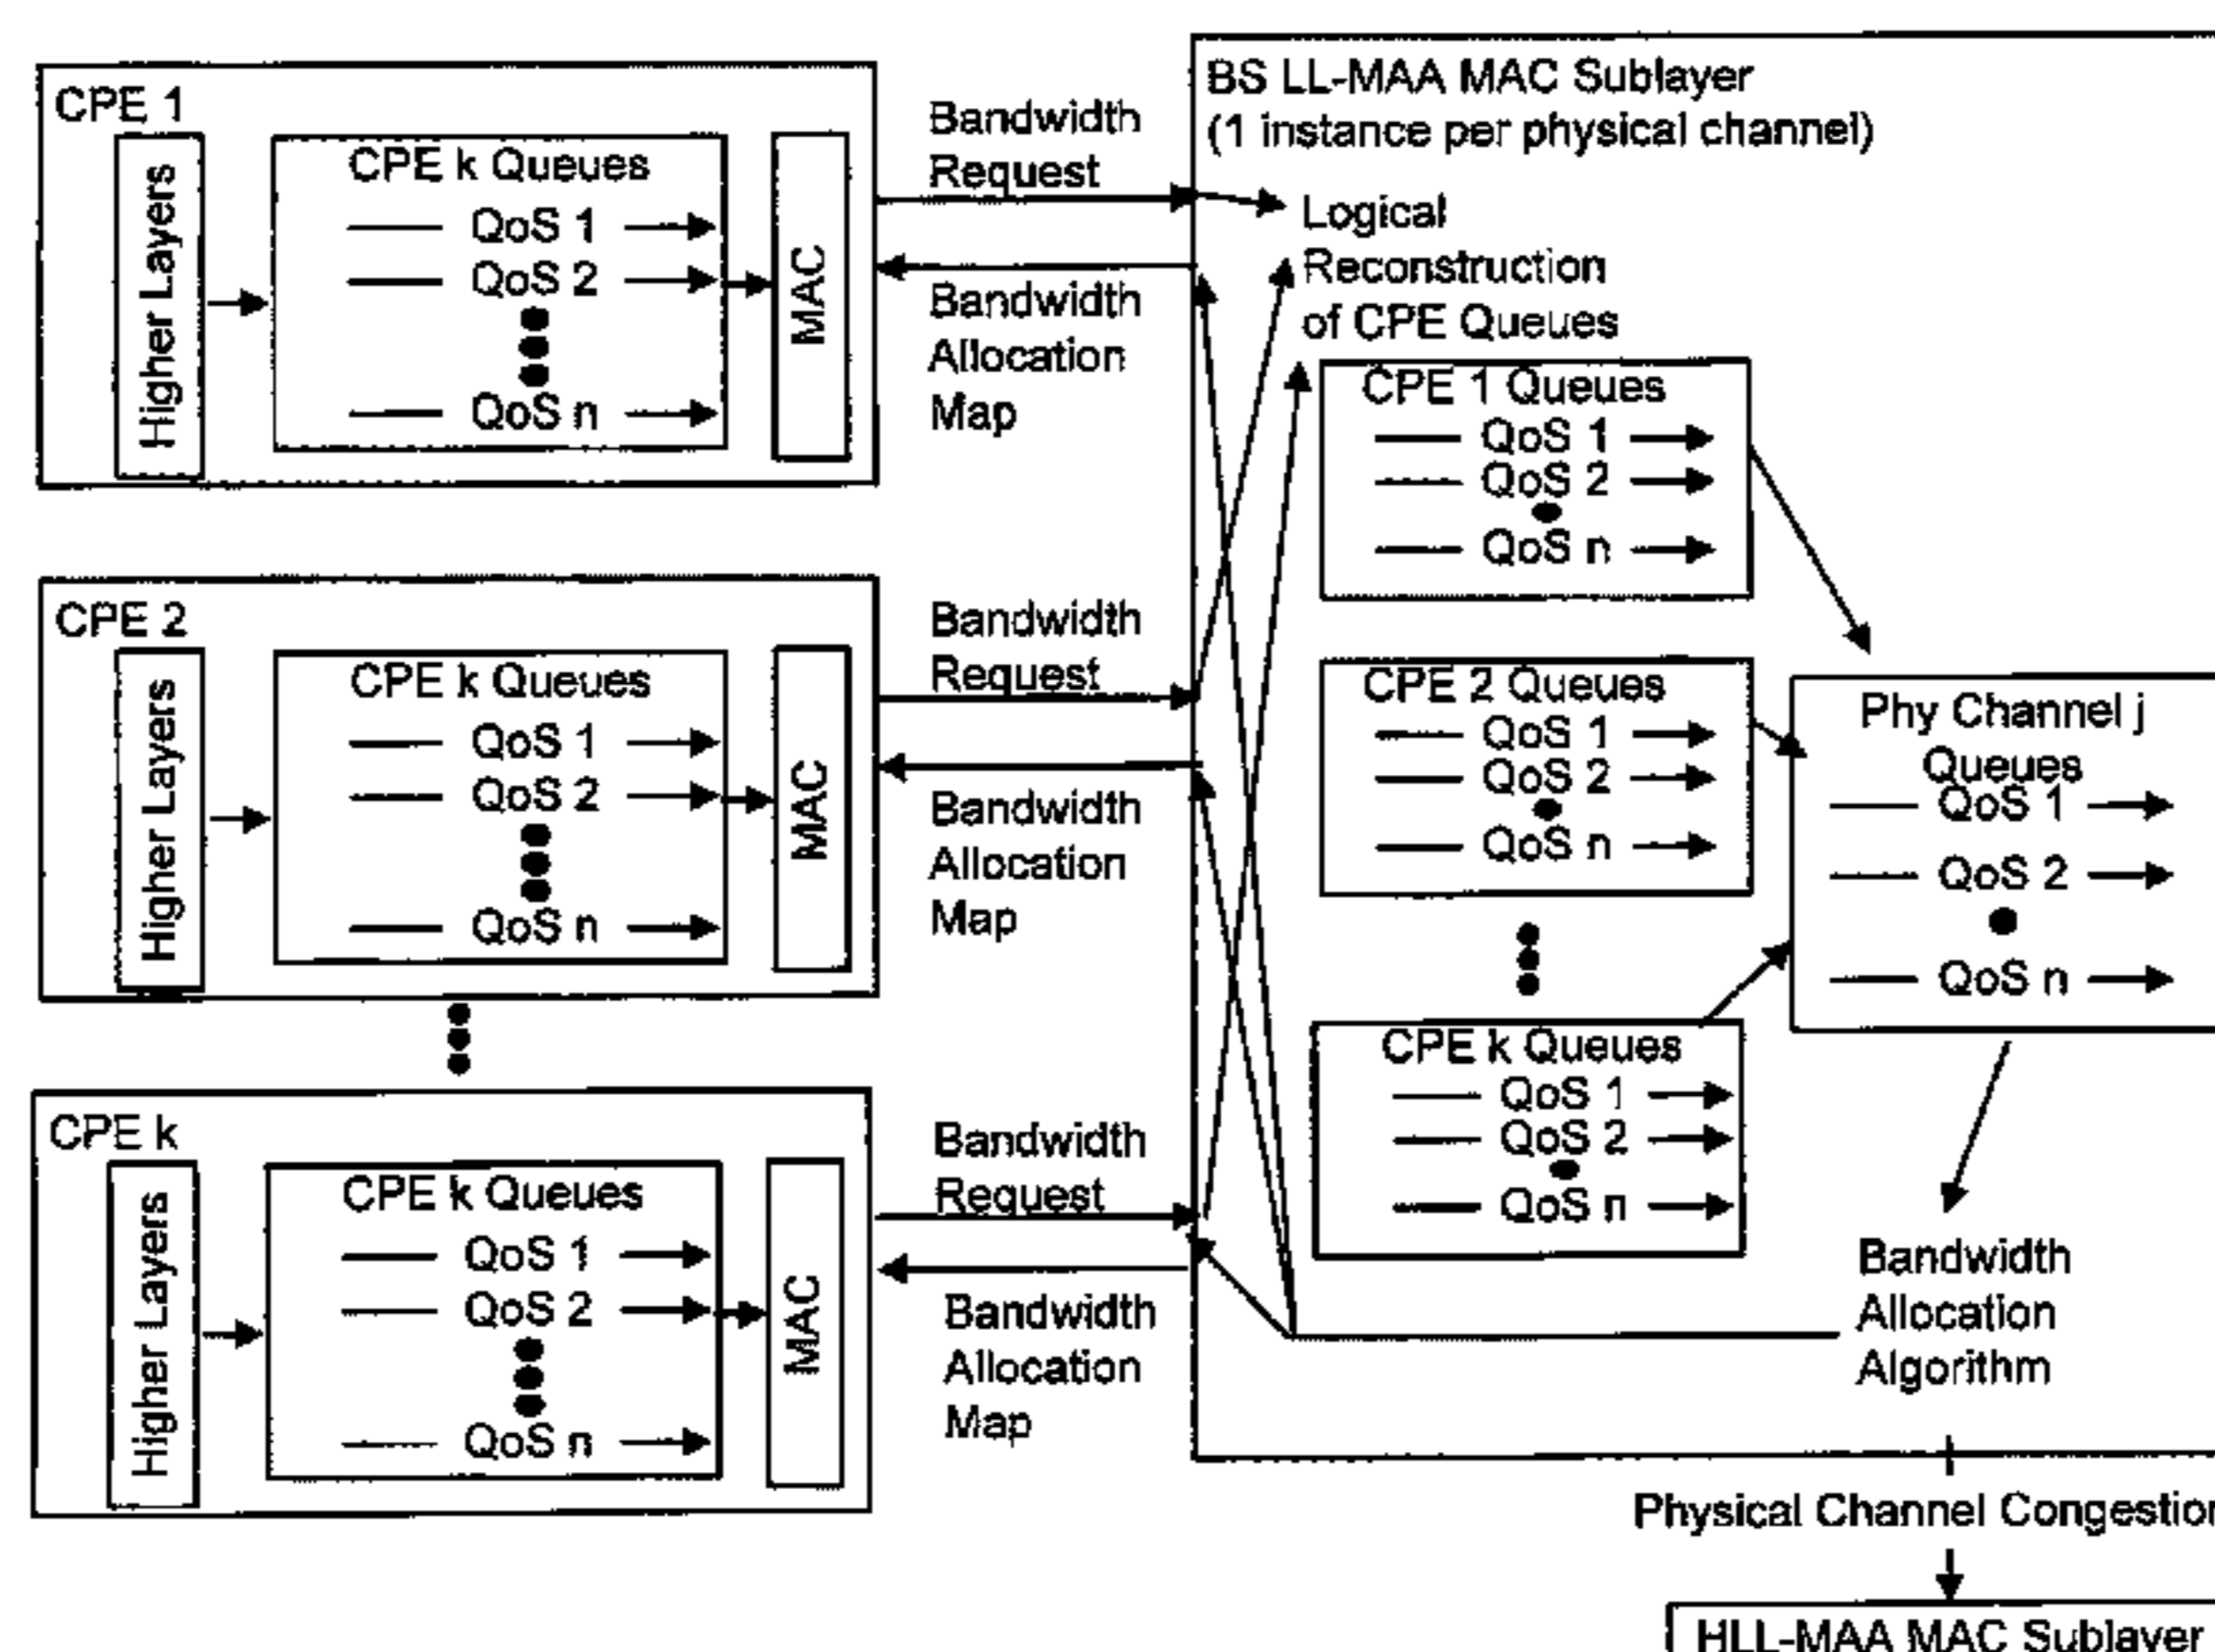 CPE 1
Higher Layers
CPE k Queues
QoS 1
QoS 2
QoS n
MAC
Bandwidth
Request
Bandwidth
Allocation
Map
CPE 2
Higher Layers
CPE k Queues
QoS 1
QoS 2
QoS n
MAC
Bandwidth
Request
Bandwidth
Allocation
Map
CPE k
Higher Layers
CPE k Queues
QoS 1
QoS 2
QoS n
MAC
Bandwidth
Request
Bandwidth
Allocation
Map
BS LL-MAA MAC Sublayer
(1 instance per physical channel)
Logical
Reconstruction
of CPE Queues
CPE 1 Queues
QoS 1
QoS 2
QoS n
CPE 2 Queues
QoS 1
QoS 2
QoS n
CPE k Queues
QoS 1
QoS 2
QoS n
Phy Channel j
Queues
QoS 1
QoS 2
QoS n
Bandwidth
Allocation
Algorithm
Physical Channel Congestion
HLL-MAA MAC Sublayer